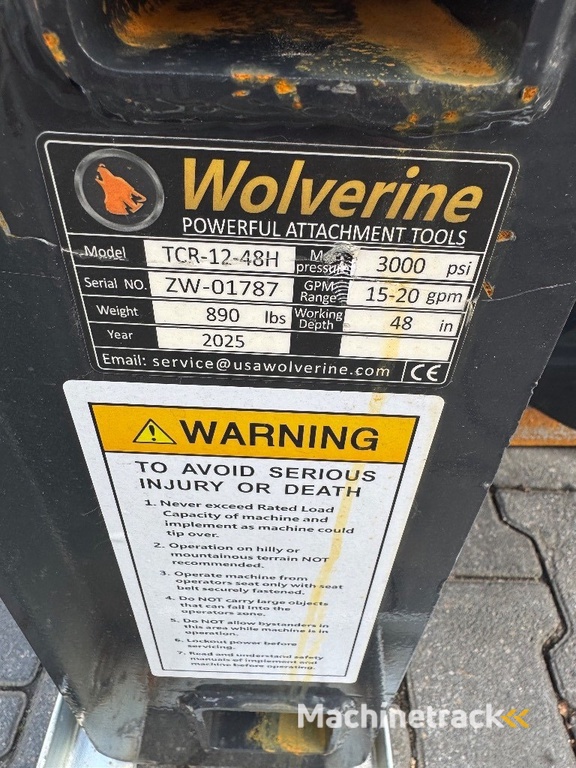 Wolverine
POWERFUL ATTACHMENT TOOLS
Model TCR-12-48H pressure 3000 psi
Serial NO. ZW-01787 GPM Range 15-20 gpm
Weight 890 lbs Working Depth 48 in
Year 2025
Email: service@usawolverine.com CE
WARNING
TO AVOID SERIOUS
INJURY OR DEATH
1. Never exceed Rated Load
Capacity of machine and
implement as machine could
tip over.
2. Operation on hilly or
mountainous terrain NOT
recommended.
3. Operate machine from
operators seat only with seat
belt securely fastened.
4. Do NOT carry large objects
that can fall into the
operators zone.
5. Do NOT allow bystanders in
this area while machine is in
operation.
6. Lockout power before
servicing.
7. Read and understand safety
manuals of implement and
machine before operating.
Machinetrack